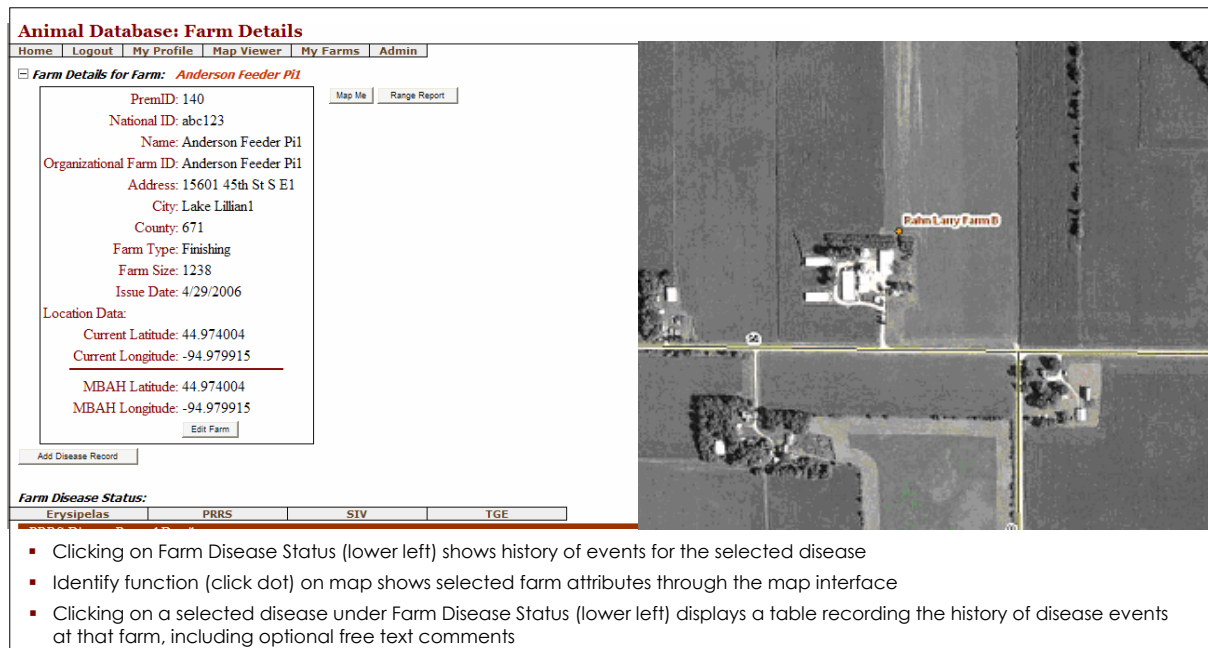 Animal Database: Farm Details
Home Logout My Profile Map Viewer My Farms Admin
Farm Details for Farm: Anderson Feeder Pi1
Map Me Range Report
PremID: 140
National ID: abc123
Name: Anderson Feeder Pi1
Organizational Farm ID: Anderson Feeder Pi1
Address: 15601 45th St S E1
City: Lake Lillian1
County: 671
Farm Type: Finishing
Farm Size: 1238
Issue Date: 4/29/2006
Location Data:
Current Latitude: 44.974004
Current Longitude: -94.979915
MBAH Latitude: 44.974004
MBAH Longitude: -94.979915
Edit Farm
Add Disease Record
Farm Disease Status:
Erysipelas PRRS SIV TGE
Rahn Larry Farm B
▪ Clicking on Farm Disease Status (lower left) shows history of events for the selected disease
▪ Identify function (click dot) on map shows selected farm attributes through the map interface
▪ Clicking on a selected disease under Farm Disease Status (lower left) displays a table recording the history of disease events
at that farm, including optional free text comments